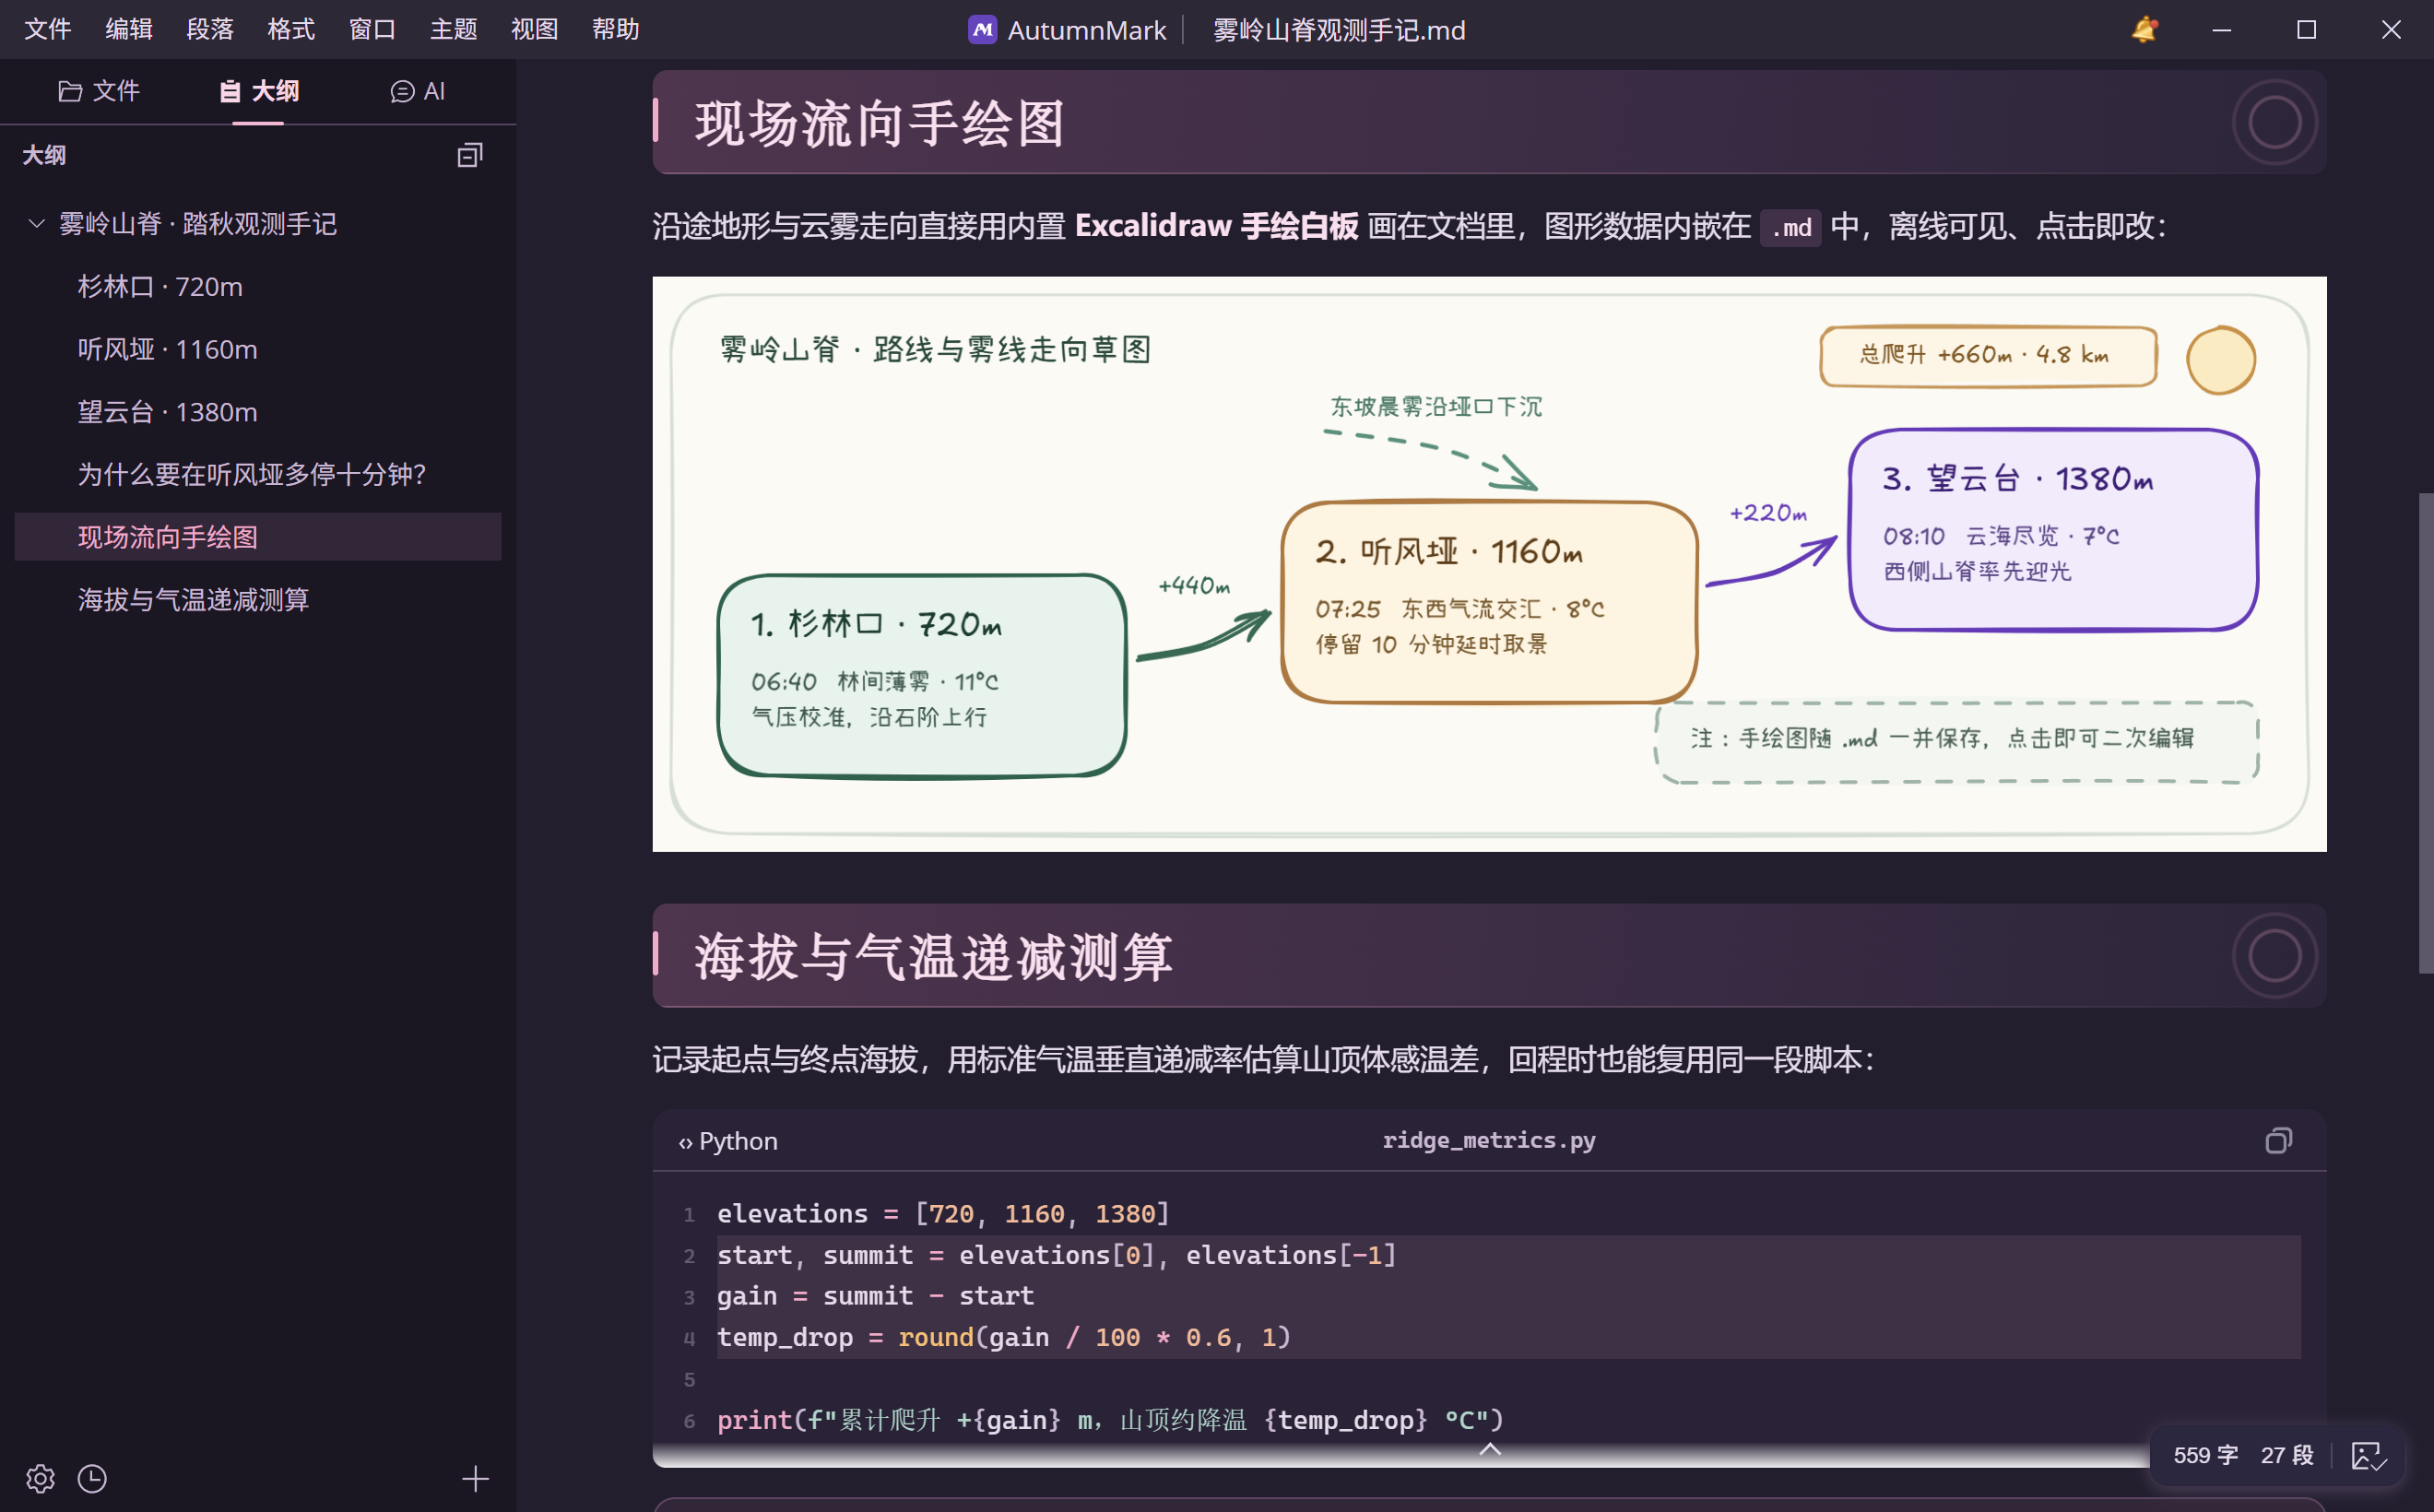 文件 编辑 段落 格式 窗口 主题 视图 帮助
AutumnMark 雾岭山脊观测手记.md
文件 大纲 AI
大纲
雾岭山脊 · 踏秋观测手记
杉林口 · 720m
听风垭 · 1160m
望云台 · 1380m
为什么要在听风垭多停十分钟？
现场流向手绘图
海拔与气温递减测算
现场流向手绘图
沿途地形与云雾走向直接用内置 Excalidraw 手绘白板 画在文档里，图形数据内嵌在 .md 中，离线可见、点击即改：
雾岭山脊 · 路线与雾线走向草图
总爬升 +660m · 4.8 km
东坡晨雾沿垭口下沉
1. 杉林口 · 720m
06:40 林间薄雾 · 11°C
气压校准，沿石阶上行
+440m
2. 听风垭 · 1160m
07:25 东西气流交汇 · 8°C
停留 10 分钟延时取景
+220m
3. 望云台 · 1380m
08:10 云海尽览 · 7°C
西侧山脊率先迎光
注：手绘图随 .md 一并保存，点击即可二次编辑
海拔与气温递减测算
记录起点与终点海拔，用标准气温垂直递减率估算山顶体感温差，回程时也能复用同一段脚本：
Python
ridge_metrics.py
1 elevations = [720, 1160, 1380]
2 start, summit = elevations[0], elevations[-1]
3 gain = summit - start
4 temp_drop = round(gain / 100 * 0.6, 1)
5
6 print(f"累计爬升 +{gain} m，山顶约降温 {temp_drop} °C")
559 字 27 段